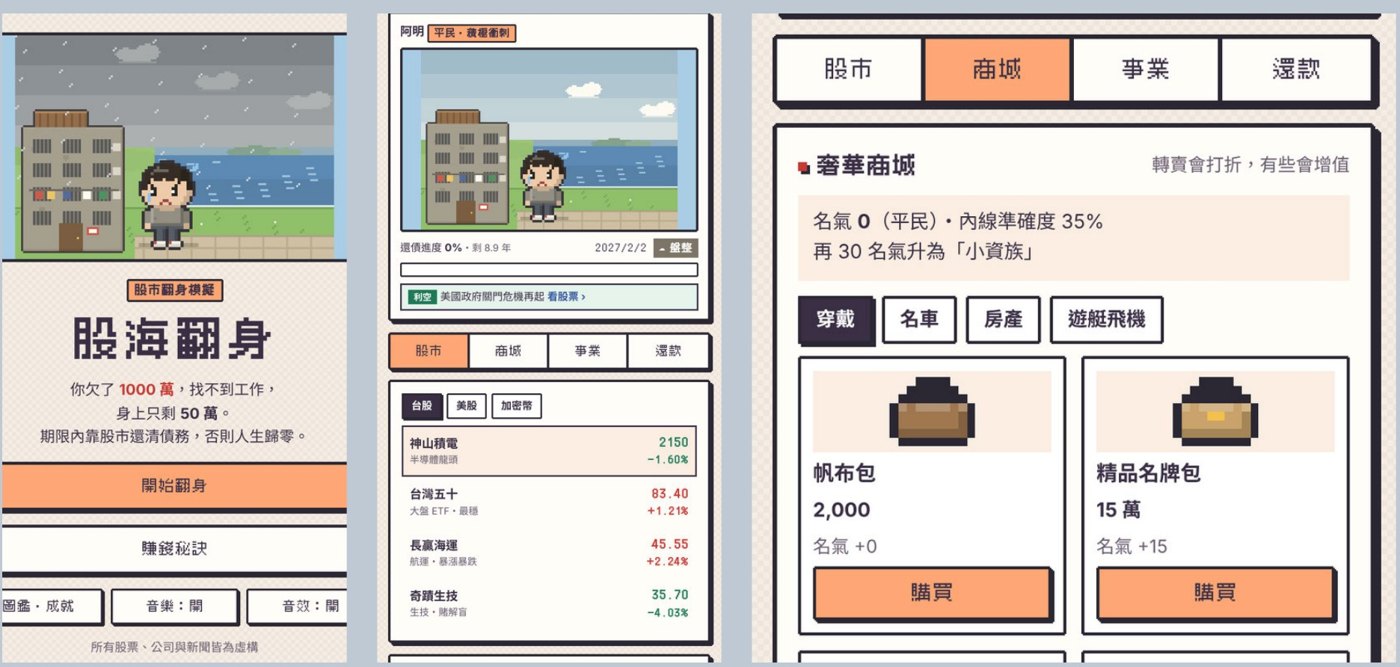 股市翻身模擬
股海翻身
你欠了 1000 萬，找不到工作，
身上只剩 50 萬。
期限內靠股市還清債務，否則人生歸零。
開始翻身
賺錢秘訣
圖鑑・成就
音樂：開
音效：開
所有股票、公司與新聞皆為虛構
阿明 平民・積極衝刺
還債進度 0%・剩 8.9 年
2027/2/2 盤整
利空 美國政府關門危機再起 看股票 ›
股市 商城 事業 還款
台股 美股 加密幣
神山積電 2150
半導體龍頭 -1.60%
台灣五十 83.40
大盤 ETF・最穩 +1.21%
長贏海運 45.55
航運・暴漲暴跌 +2.24%
奇蹟生技 35.70
生技・賭解盲 -4.03%
股市 商城 事業 還款
奢華商城 轉賣會打折，有些會增值
名氣 0（平民）・內線準確度 35%
再 30 名氣升為「小資族」
穿戴 名車 房產 遊艇飛機
帆布包
2,000
名氣 +0
購買
精品名牌包
15 萬
名氣 +15
購買